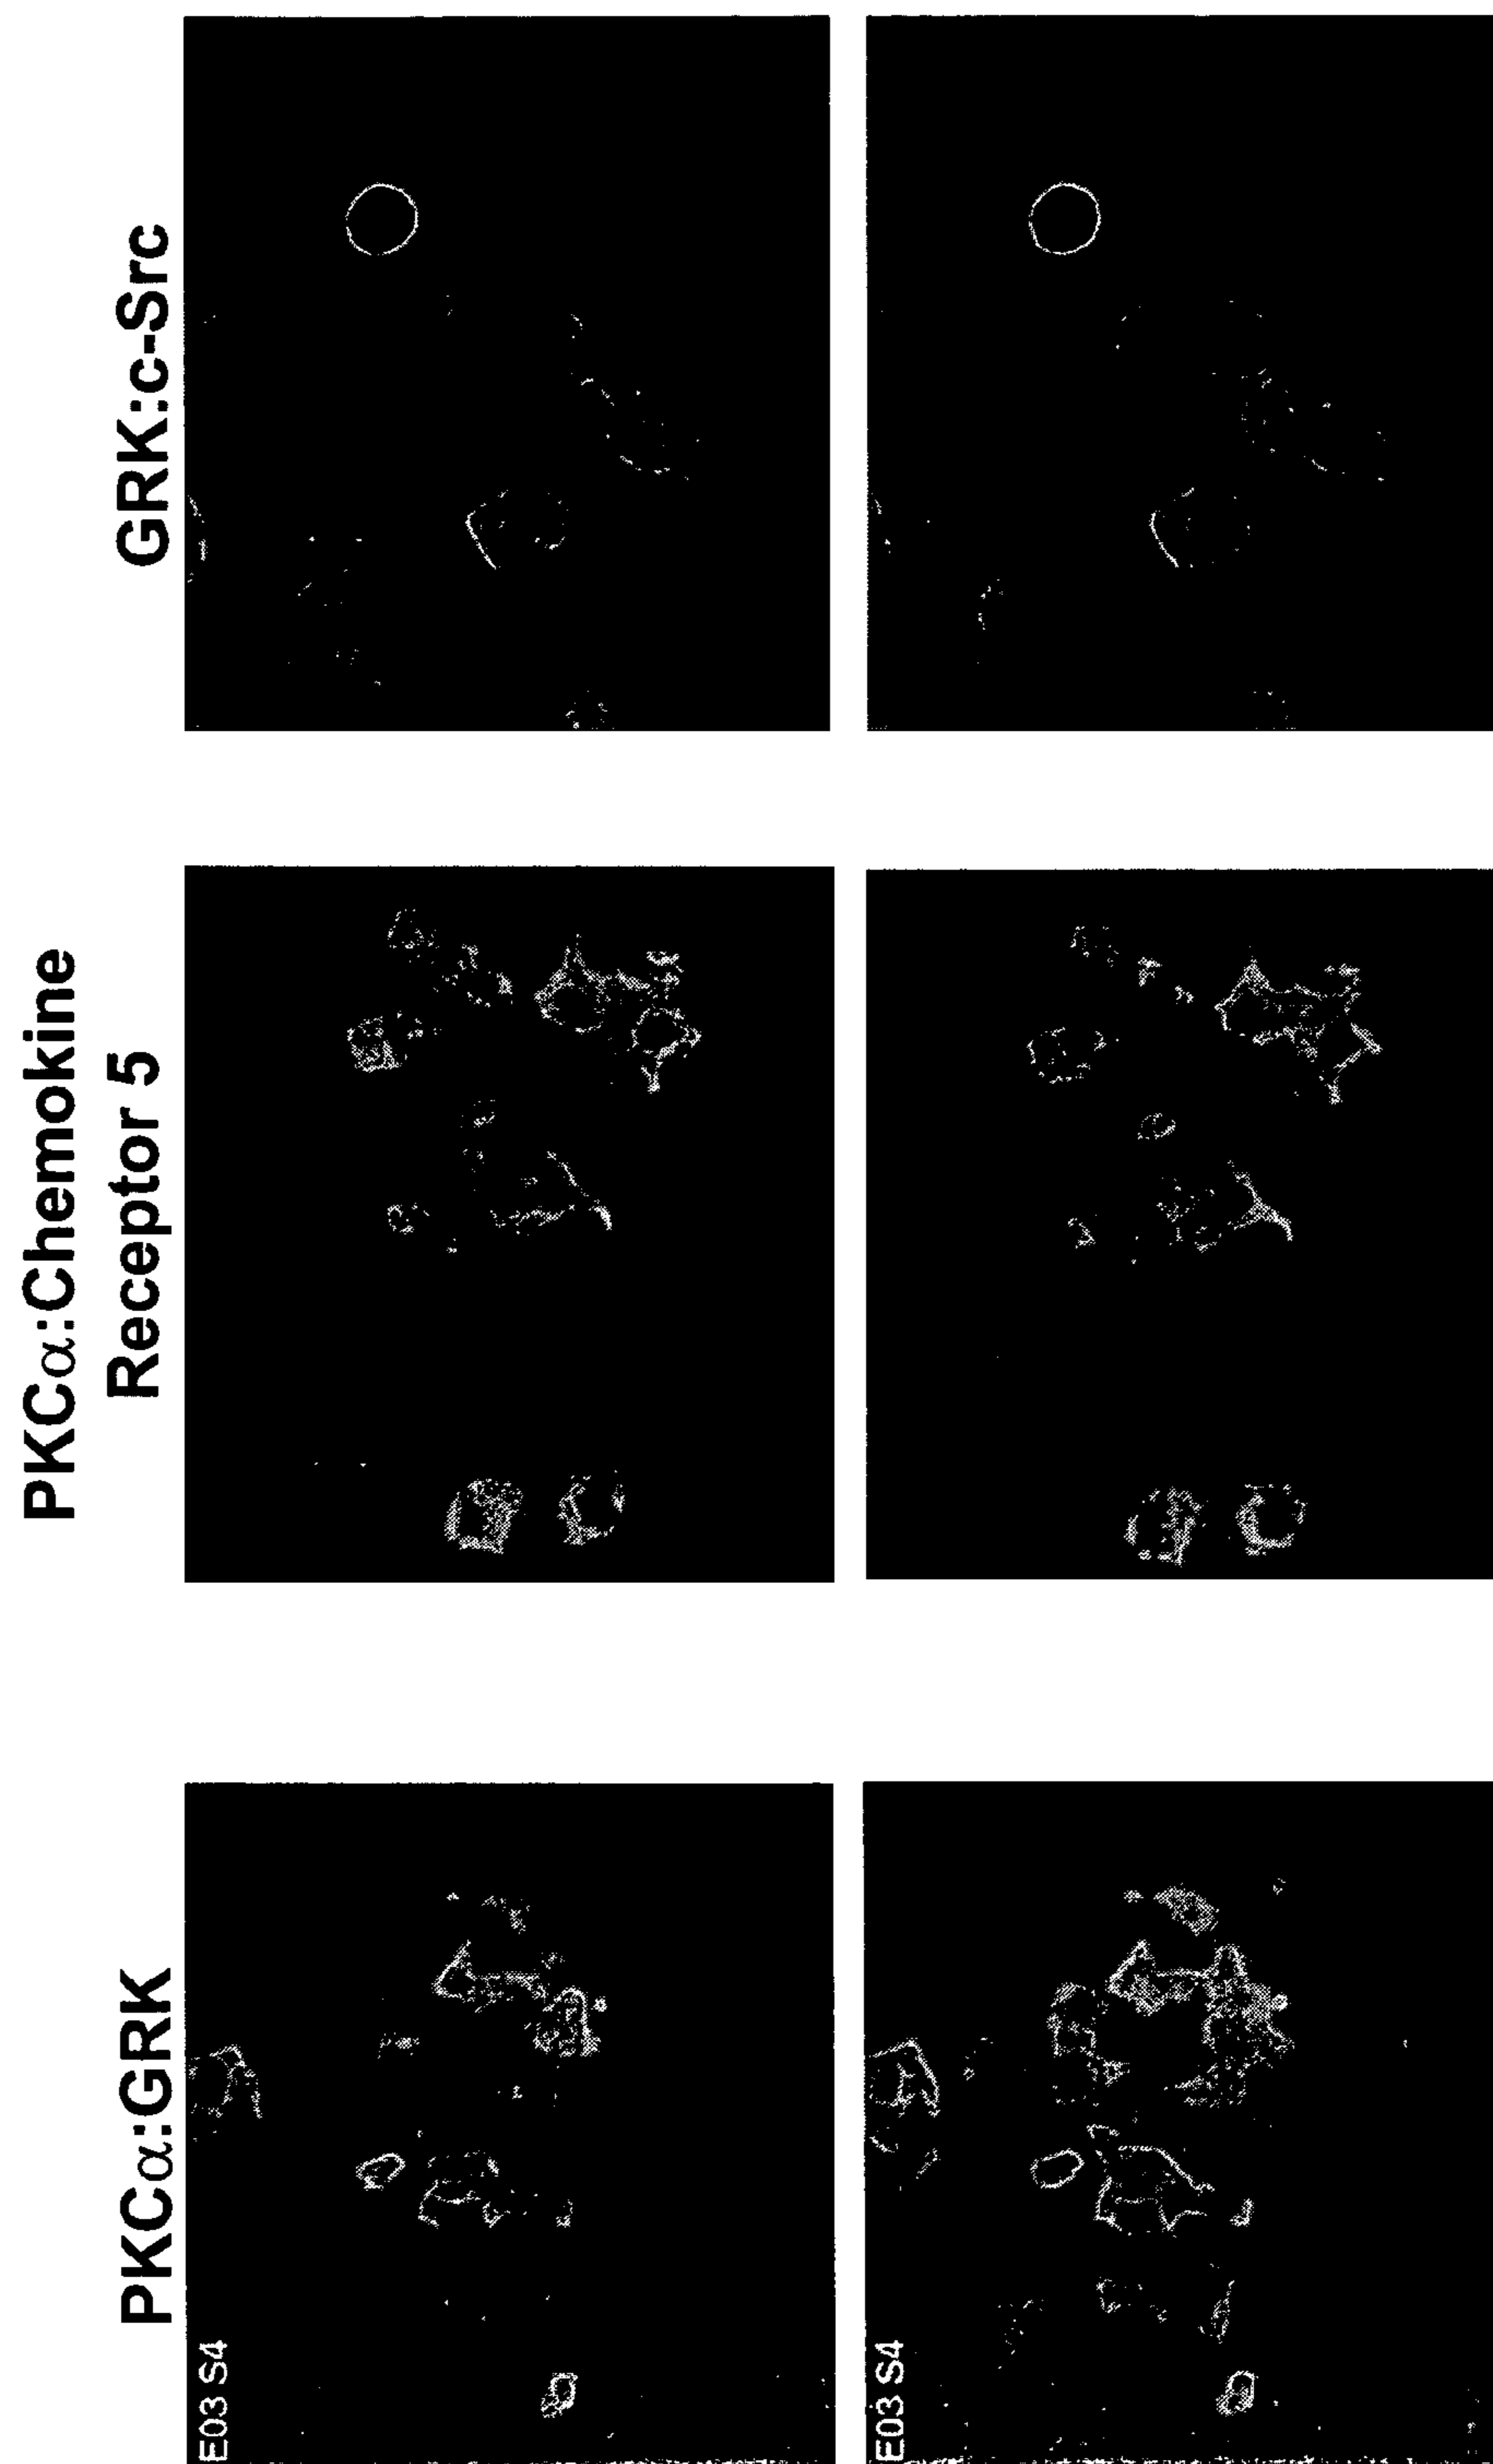 PKCα:GRK
PKCα:Chemokine
Receptor 5
GRK:c-Src
E03 S4
E03 S4